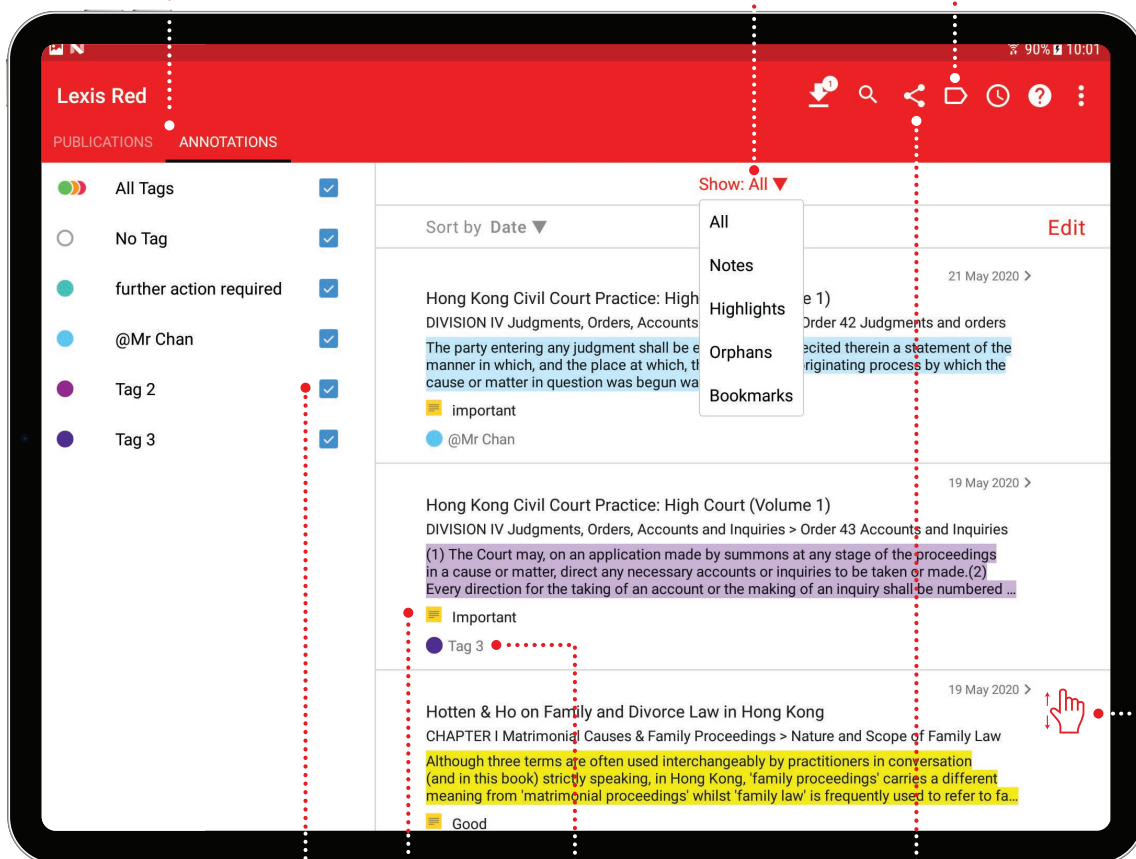 90% 10:01
Lexis Red
1
PUBLICATIONS ANNOTATIONS
All Tags
No Tag
further action required
@Mr Chan
Tag 2
Tag 3
Show: All ▼
Sort by Date ▼
Edit
All
Notes
Highlights
Orphans
Bookmarks
21 May 2020 >
Hong Kong Civil Court Practice: High e 1)
DIVISION IV Judgments, Orders, Accounts Order 42 Judgments and orders
The party entering any judgment shall be e ecited therein a statement of the
manner in which, and the place at which, th riginating process by which the
cause or matter in question was begun wa
important
@Mr Chan
19 May 2020 >
Hong Kong Civil Court Practice: High Court (Volume 1)
DIVISION IV Judgments, Orders, Accounts and Inquiries > Order 43 Accounts and Inquiries
(1) The Court may, on an application made by summons at any stage of the proceedings
in a cause or matter, direct any necessary accounts or inquiries to be taken or made.(2)
Every direction for the taking of an account or the making of an inquiry shall be numbered ...
Important
Tag 3
19 May 2020 >
Hotten & Ho on Family and Divorce Law in Hong Kong
CHAPTER I Matrimonial Causes & Family Proceedings > Nature and Scope of Family Law
Although three terms are often used interchangeably by practitioners in conversation
(and in this book) strictly speaking, in Hong Kong, 'family proceedings' carries a different
meaning from 'matrimonial proceedings' whilst 'family law' is frequently used to refer to fa...
Good